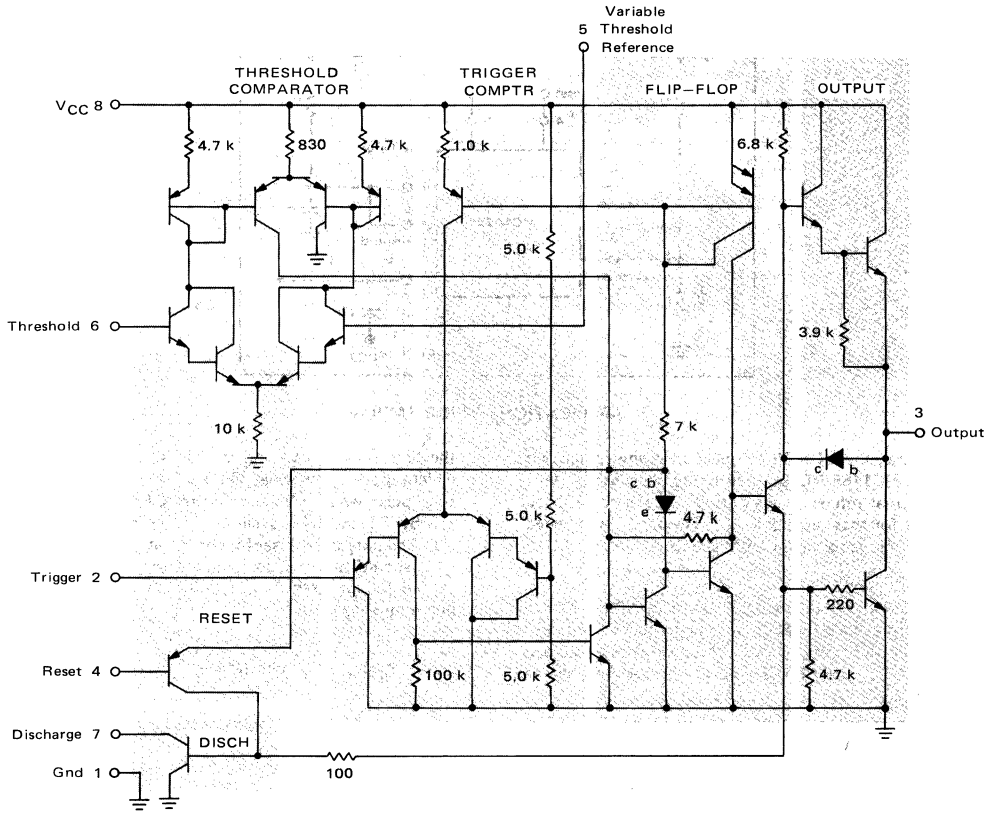 Variable
5 Threshold
Reference
THRESHOLD
COMPARATOR
TRIGGER
COMPTR
FLIP–FLOP
OUTPUT
VCC 8
4.7 k
830
4.7 k
1.0 k
6.8 k
5.0 k
Threshold 6
3.9 k
10 k
7 k
3
Output
c b
c b
e
5.0 k
4.7 k
Trigger 2
220
RESET
Reset 4
100 k
5.0 k
4.7 k
Discharge 7
DISCH
Gnd 1
100